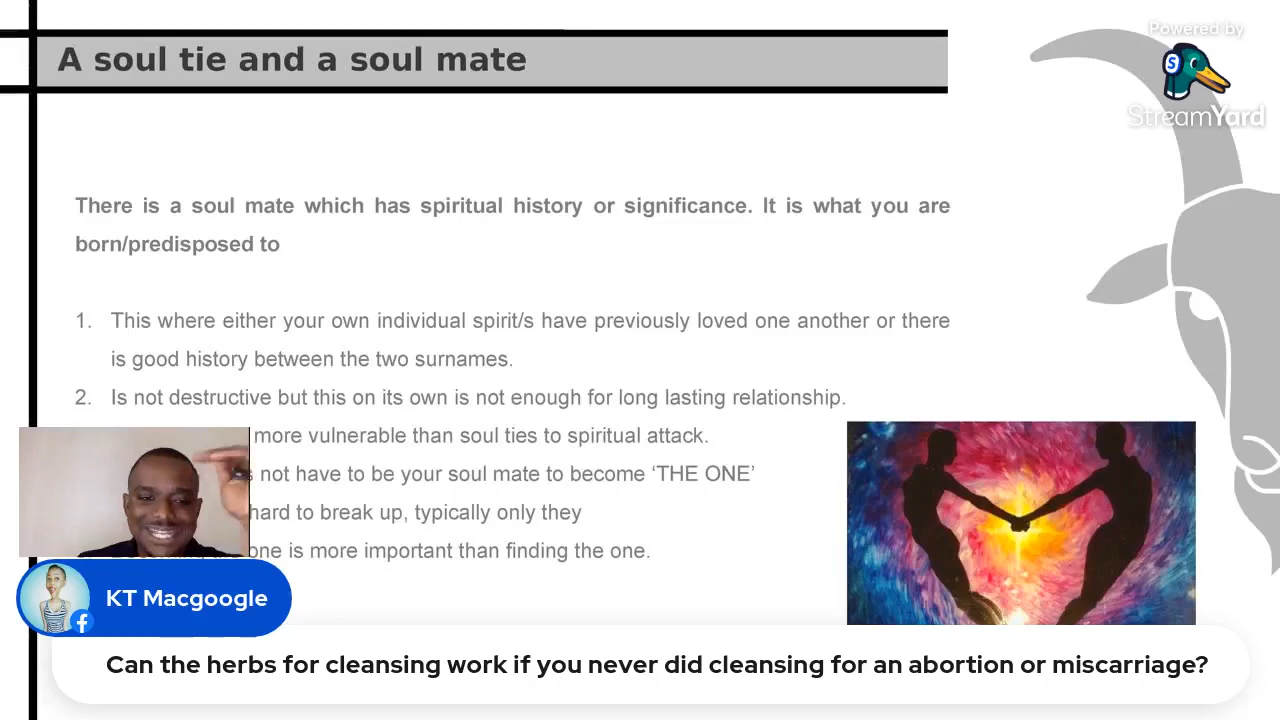 Powered by
StreamYard
A soul tie and a soul mate
There is a soul mate which has spiritual history or significance. It is what you are
born/predisposed to
1. This where either your own individual spirit/s have previously loved one another or there
is good history between the two surnames.
2. Is not destructive but this on its own is not enough for long lasting relationship.
more vulnerable than soul ties to spiritual attack.
not have to be your soul mate to become ‘THE ONE’
hard to break up, typically only they
one is more important than finding the one.
KT Macgoogle
Can the herbs for cleansing work if you never did cleansing for an abortion or miscarriage?